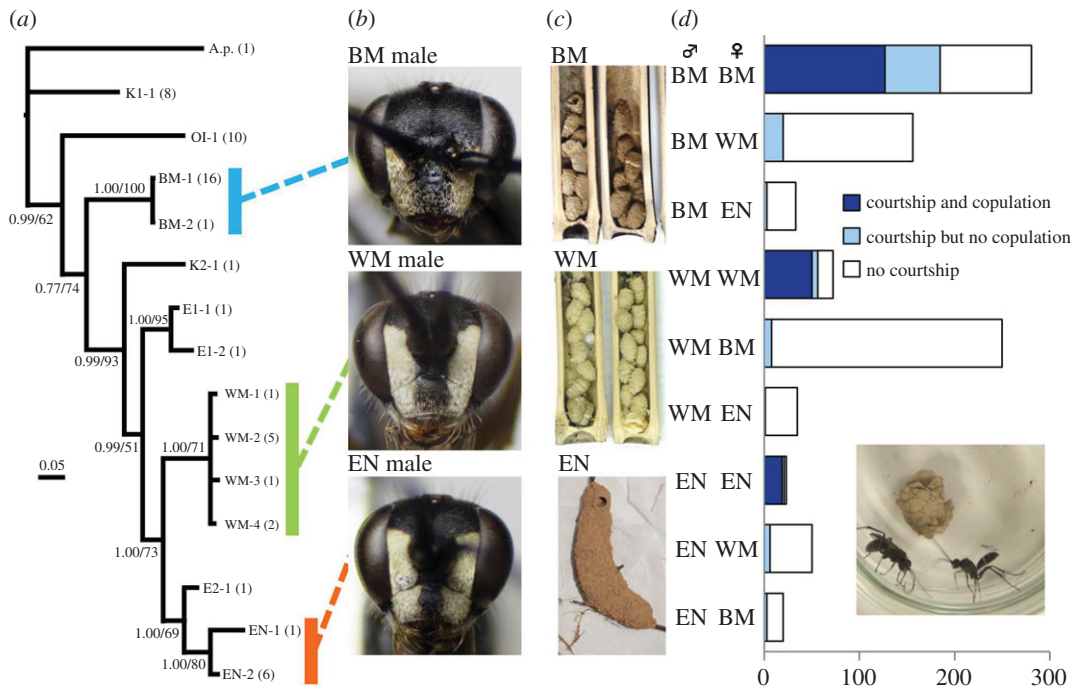 (a)
(b)
(c)
(d)
A.p. (1)
K1-1 (8)
OI-1 (10)
BM-1 (16)
1.00/100
BM-2 (1)
0.99/62
K2-1 (1)
0.77/74
E1-1 (1)
1.00/95
E1-2 (1)
0.99/93
WM-1 (1)
WM-2 (5)
1.00/71
0.99/51
WM-3 (1)
0.05
WM-4 (2)
1.00/73
E2-1 (1)
EN-1 (1)
1.00/69
1.00/80
EN-2 (6)
BM male
WM male
EN male
BM
WM
EN
♂ ♀
BM BM
BM WM
BM EN
WM WM
WM BM
WM EN
EN EN
EN WM
EN BM
courtship and copulation
courtship but no copulation
no courtship
0 100 200 300